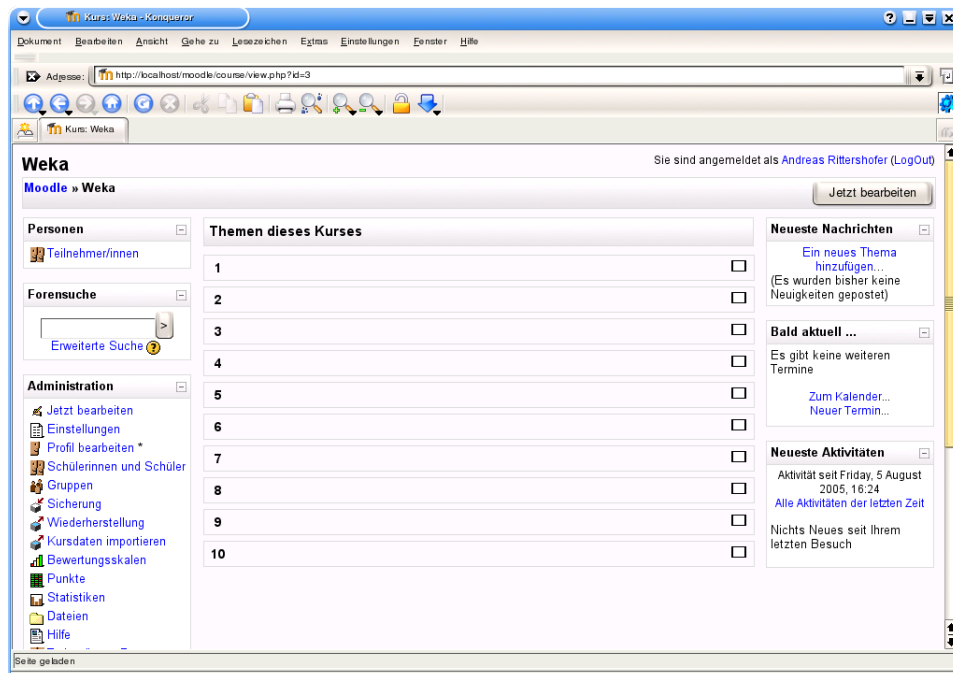 Kurs: Weka - Konqueror
Dokument Bearbeiten Ansicht Gehe zu Lesezeichen Extras Einstellungen Fenster Hilfe
Adresse: http://localhost/moodle/course/view.php?id=3
Kurs: Weka
Weka
Sie sind angemeldet als Andreas Rittershofer (LogOut)
Moodle » Weka
Jetzt bearbeiten
Personen
Teilnehmer/innen
Forensuche
>
Erweiterte Suche ?
Administration
Jetzt bearbeiten
Einstellungen
Profil bearbeiten *
Schülerinnen und Schüler
Gruppen
Sicherung
Wiederherstellung
Kursdaten importieren
Bewertungsskalen
Punkte
Statistiken
Dateien
Hilfe
Themen dieses Kurses
1
2
3
4
5
6
7
8
9
10
Neueste Nachrichten
Ein neues Thema
hinzufügen...
(Es wurden bisher keine
Neuigkeiten gepostet)
Bald aktuell ...
Es gibt keine weiteren
Termine
Zum Kalender...
Neuer Termin...
Neueste Aktivitäten
Aktivität seit Friday, 5 August
2005, 16:24
Alle Aktivitäten der letzten Zeit
Nichts Neues seit Ihrem
letzten Besuch
Seite geladen